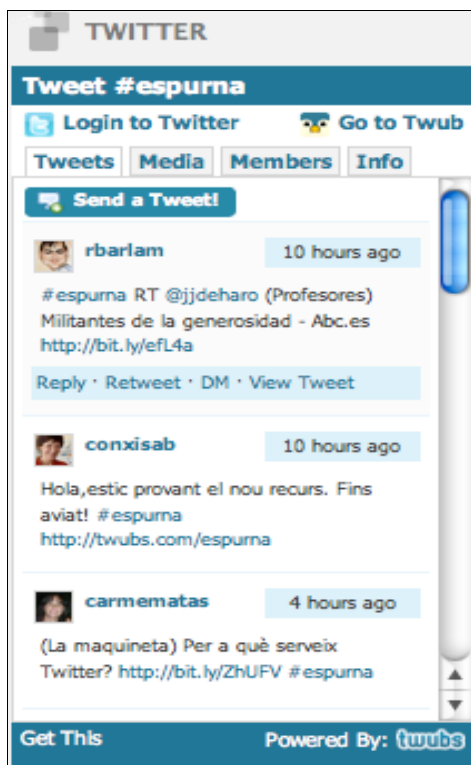 TWITTER
Tweet #espurna
Login to Twitter Go to Twub
Tweets Media Members Info
Send a Tweet!
rbarlam 10 hours ago
#espurna RT @jjdeharo (Profesores)
Militantes de la generosidad - Abc.es
http://bit.ly/efL4a
Reply · Retweet · DM · View Tweet
conxisab 10 hours ago
Hola,estic provant el nou recurs. Fins
aviat! #espurna
http://twubs.com/espurna
carmematas 4 hours ago
(La maquineta) Per a què serveix
Twitter? http://bit.ly/ZhUFV #espurna
Get This Powered By: twubs